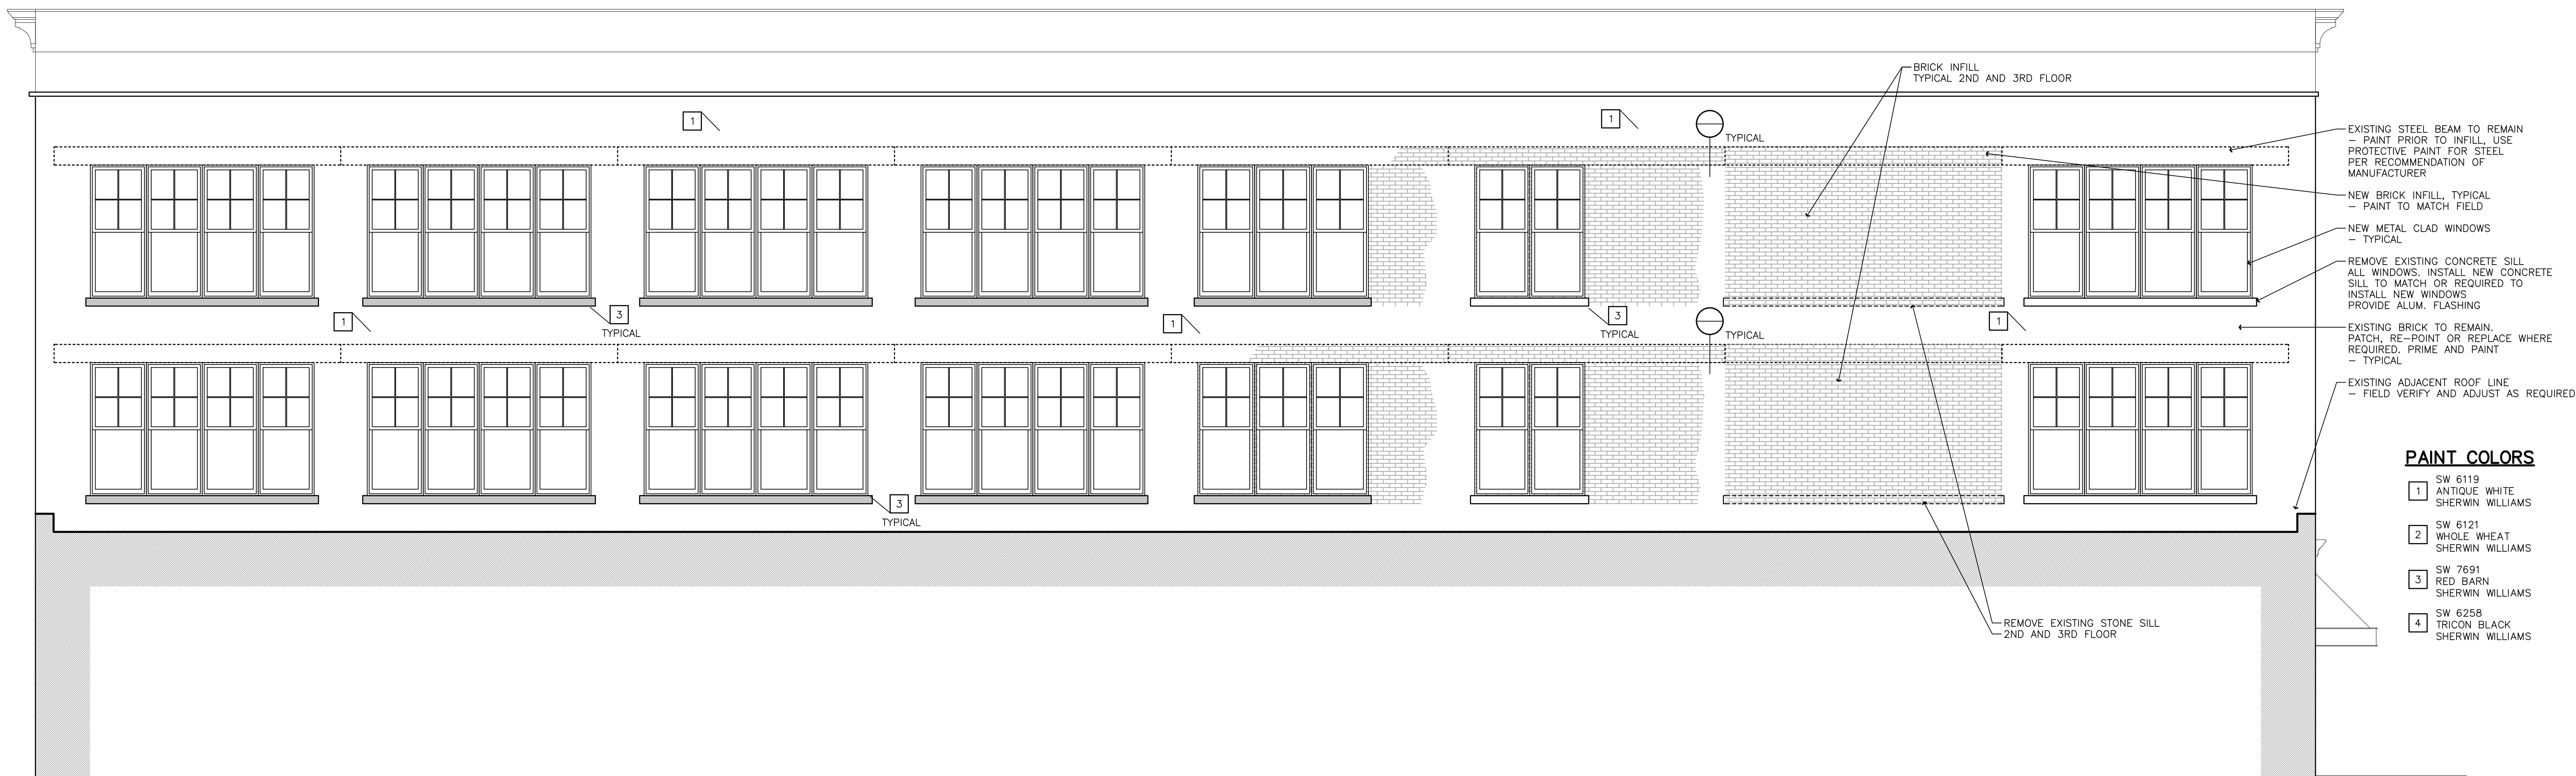 BRICK INFILL
TYPICAL 2ND AND 3RD FLOOR
1
1
TYPICAL
EXISTING STEEL BEAM TO REMAIN
– PAINT PRIOR TO INFILL, USE
PROTECTIVE PAINT FOR STEEL
PER RECOMMENDATION OF
MANUFACTURER
NEW BRICK INFILL, TYPICAL
– PAINT TO MATCH FIELD
NEW METAL CLAD WINDOWS
– TYPICAL
REMOVE EXISTING CONCRETE SILL
ALL WINDOWS. INSTALL NEW CONCRETE
SILL TO MATCH OR REQUIRED TO
INSTALL NEW WINDOWS
PROVIDE ALUM. FLASHING
1
3
TYPICAL
1
3
TYPICAL
TYPICAL
1
EXISTING BRICK TO REMAIN.
PATCH, RE–POINT OR REPLACE WHERE
REQUIRED. PRIME AND PAINT
– TYPICAL
EXISTING ADJACENT ROOF LINE
– FIELD VERIFY AND ADJUST AS REQUIRED
3
TYPICAL
PAINT COLORS
1
SW 6119
ANTIQUE WHITE
SHERWIN WILLIAMS
2
SW 6121
WHOLE WHEAT
SHERWIN WILLIAMS
3
SW 7691
RED BARN
SHERWIN WILLIAMS
4
SW 6258
TRICON BLACK
SHERWIN WILLIAMS
REMOVE EXISTING STONE SILL
2ND AND 3RD FLOOR